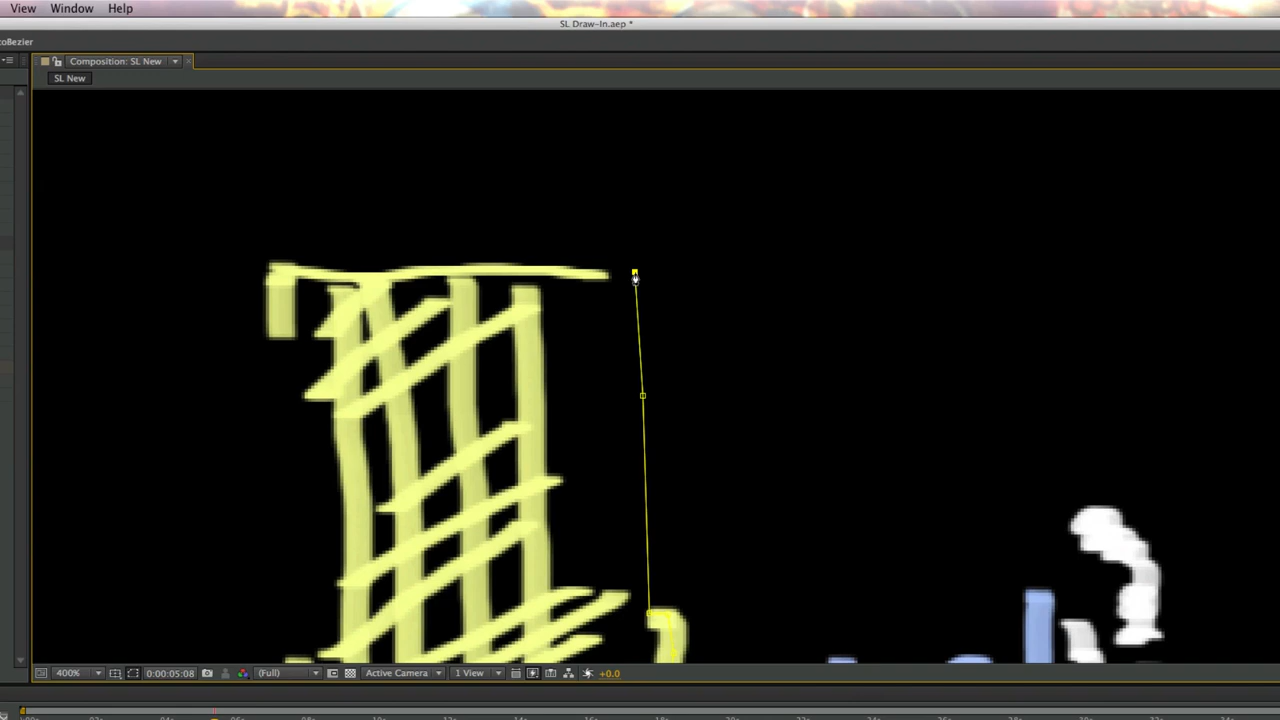 View Window Help
SL Draw-In.aep *
toBezier
Composition: SL New
SL New
400% 0:00:05:08 (Full) Active Camera 1 View +0.0